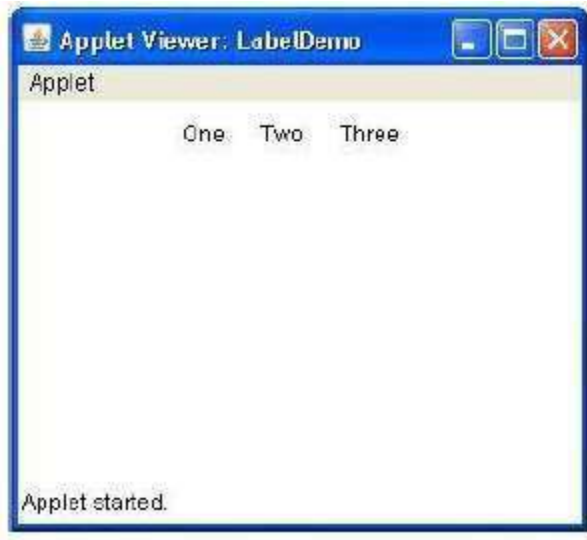 Applet Viewer: LabelDemo
Applet
One Two Three
Applet started.